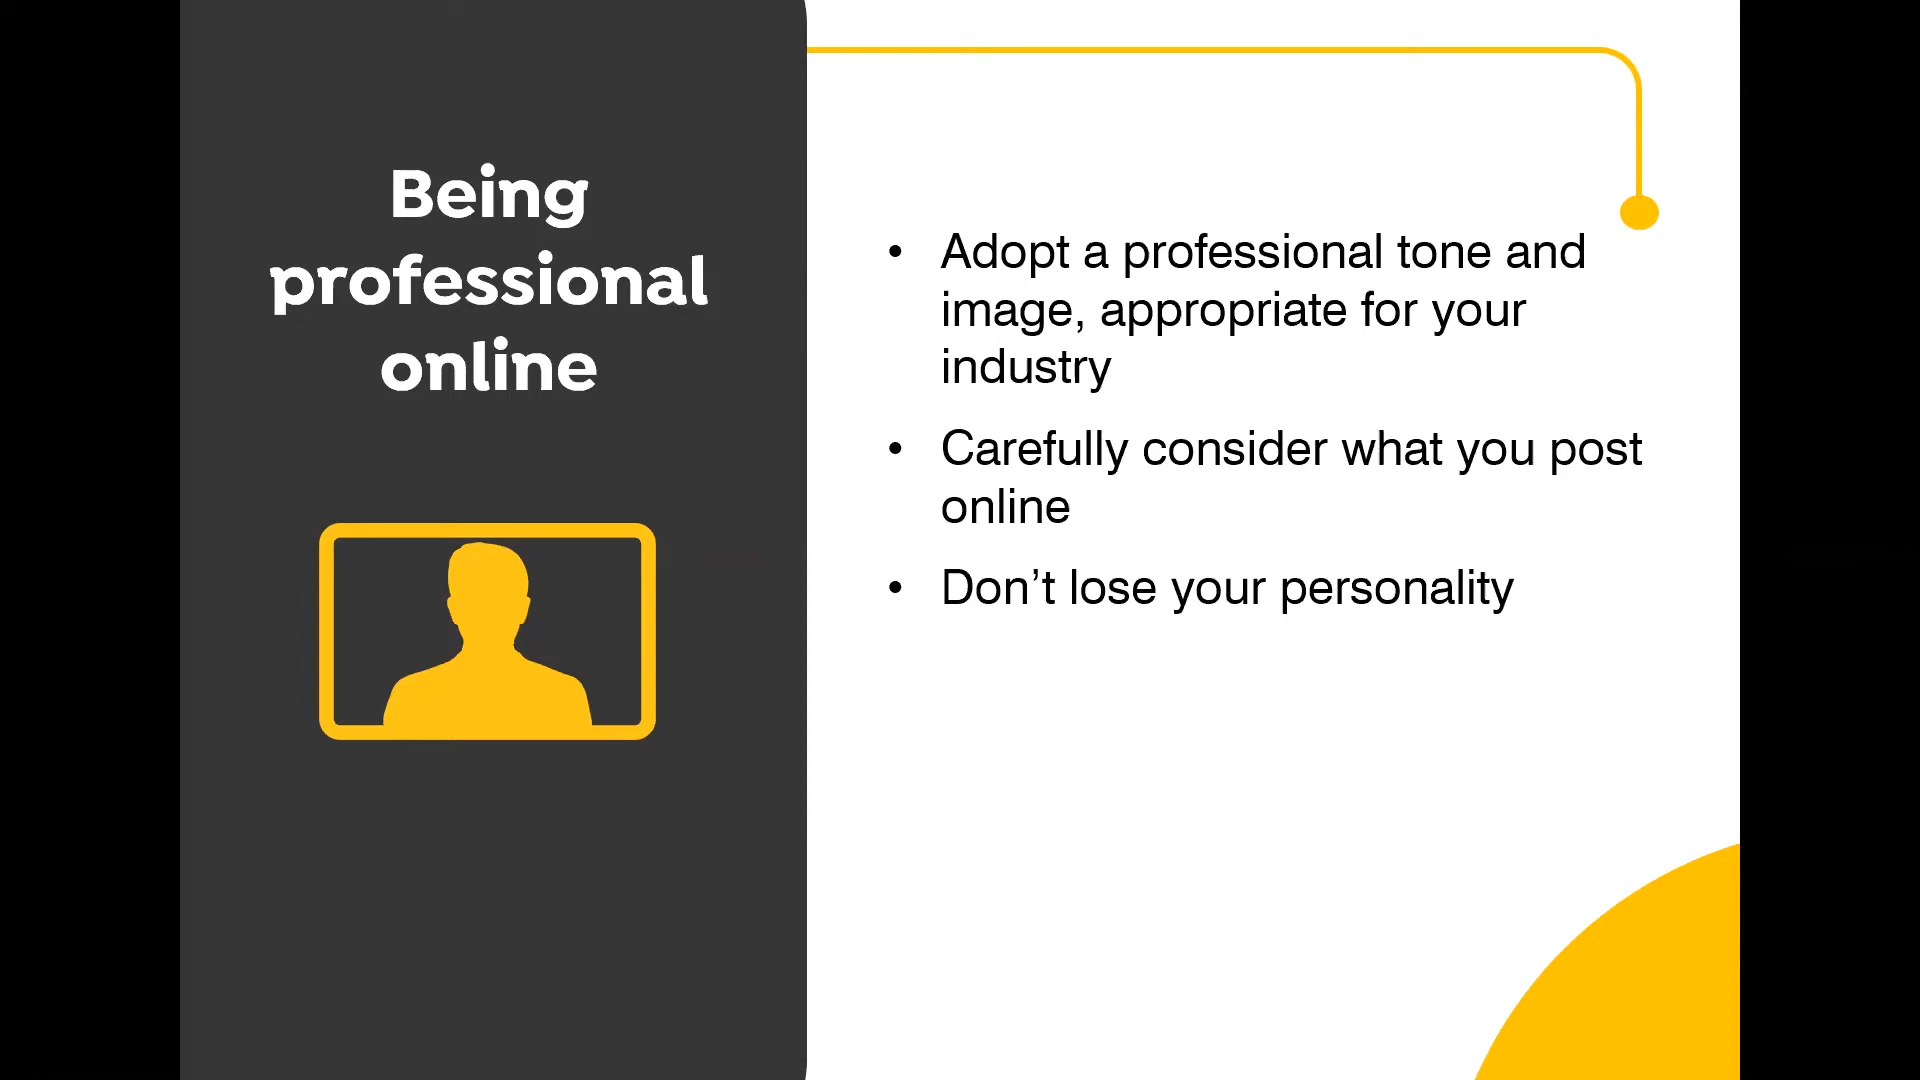 Being
professional
online
• Adopt a professional tone and
image, appropriate for your
industry
• Carefully consider what you post
online
• Don’t lose your personality